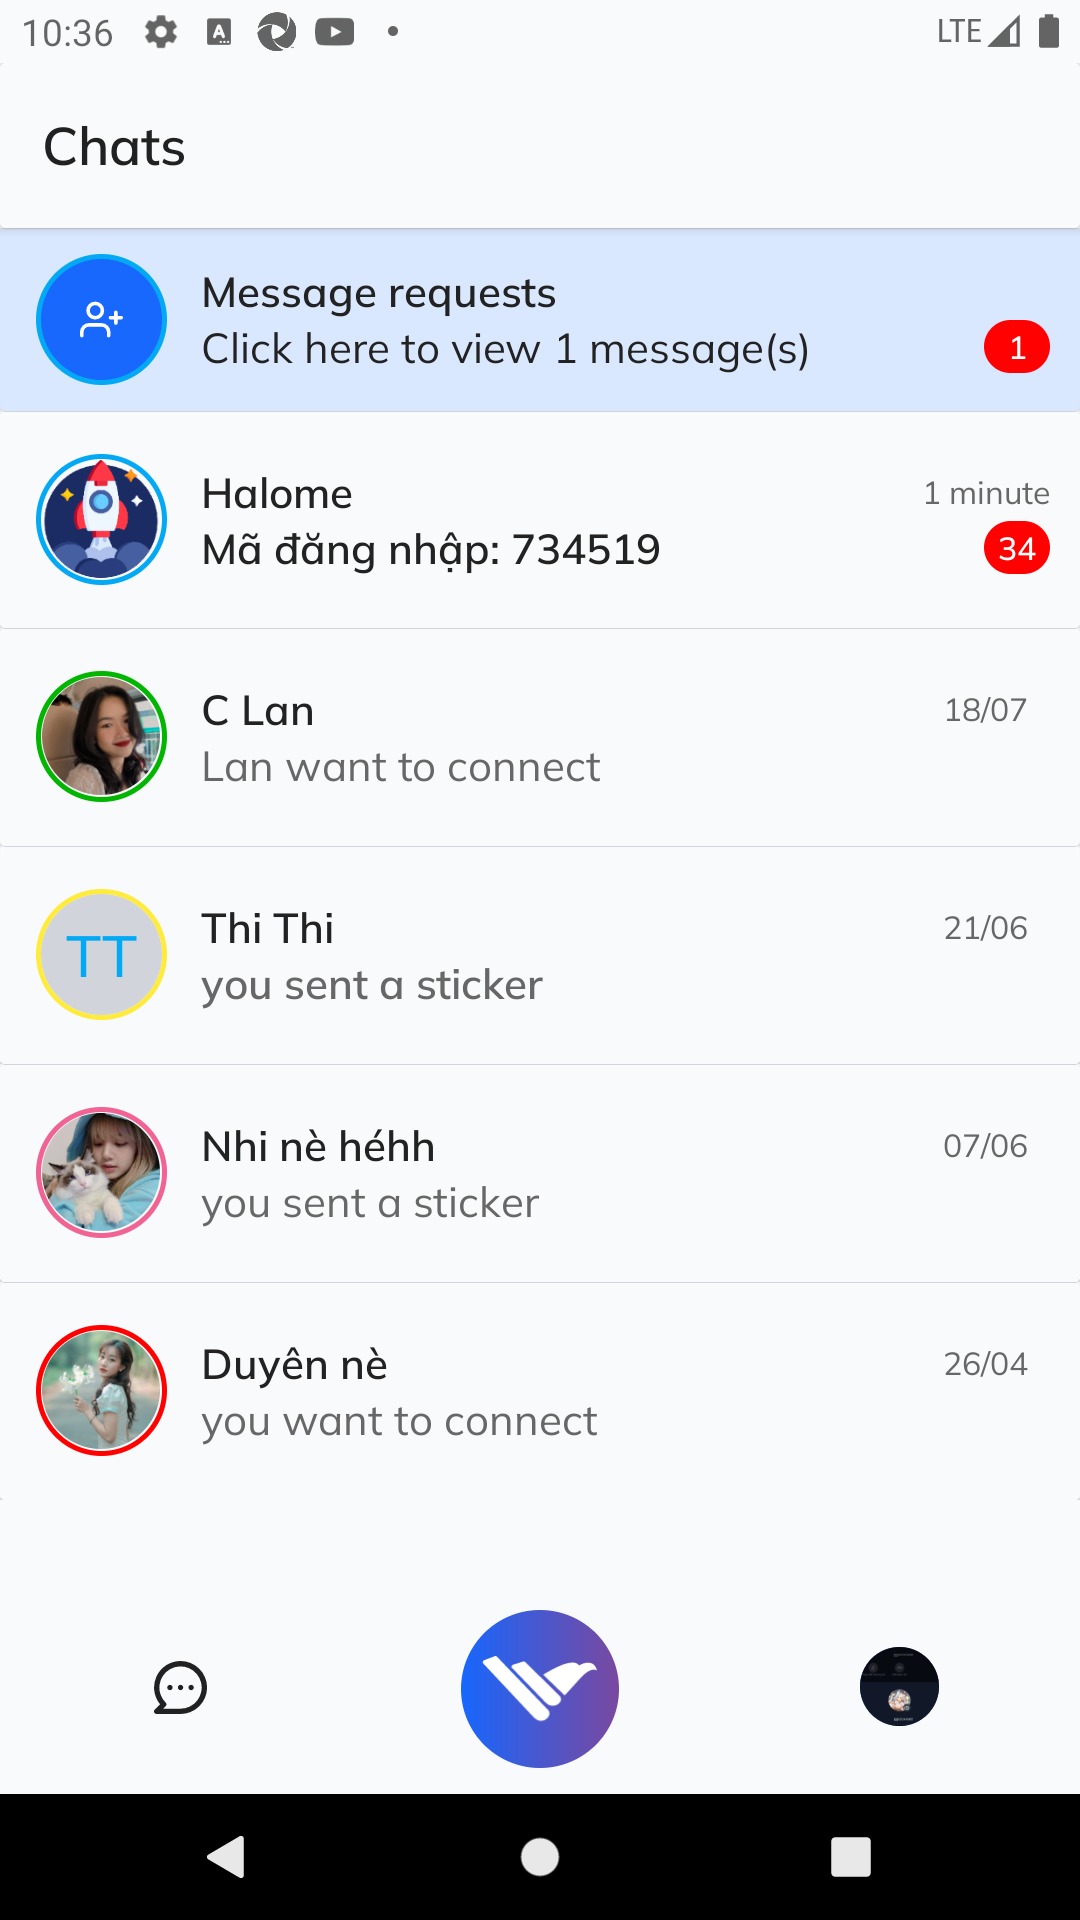 10:36
LTE
Chats
Message requests
Click here to view 1 message(s)
1
Halome
1 minute
Mã đăng nhập: 734519
34
C Lan
18/07
Lan want to connect
TT
Thi Thi
21/06
you sent a sticker
Nhi nè héhh
07/06
you sent a sticker
Duyên nè
26/04
you want to connect